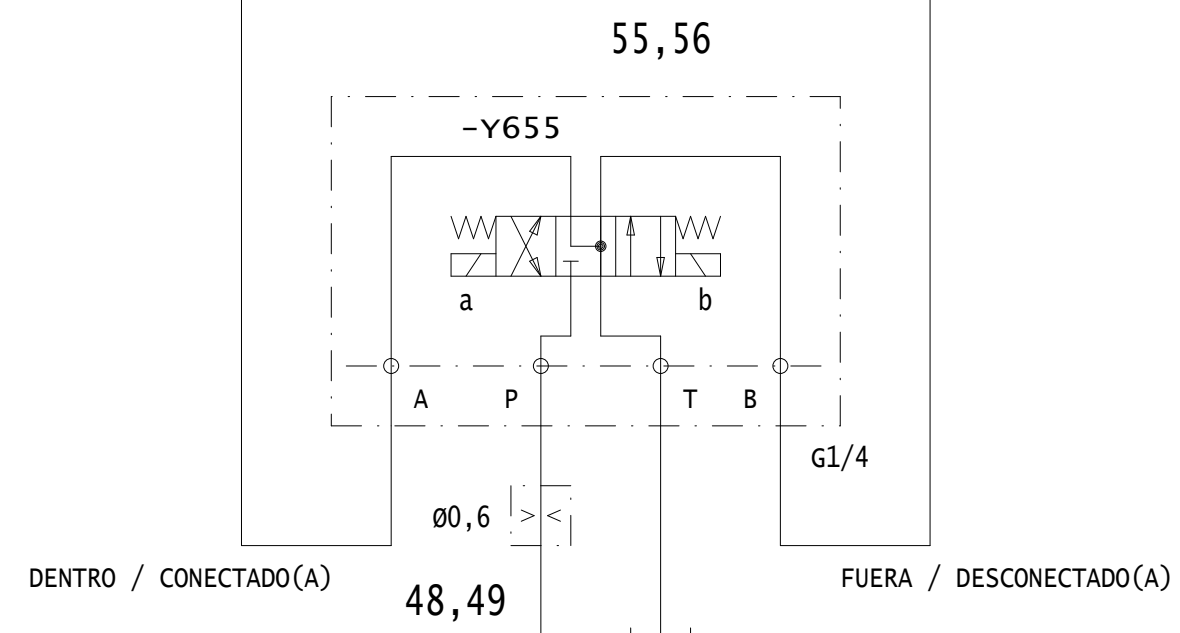 55,56
-Y655
a
b
A
P
T
B
G1/4
Ø0,6
DENTRO / CONECTADO(A)
FUERA / DESCONECTADO(A)
48,49